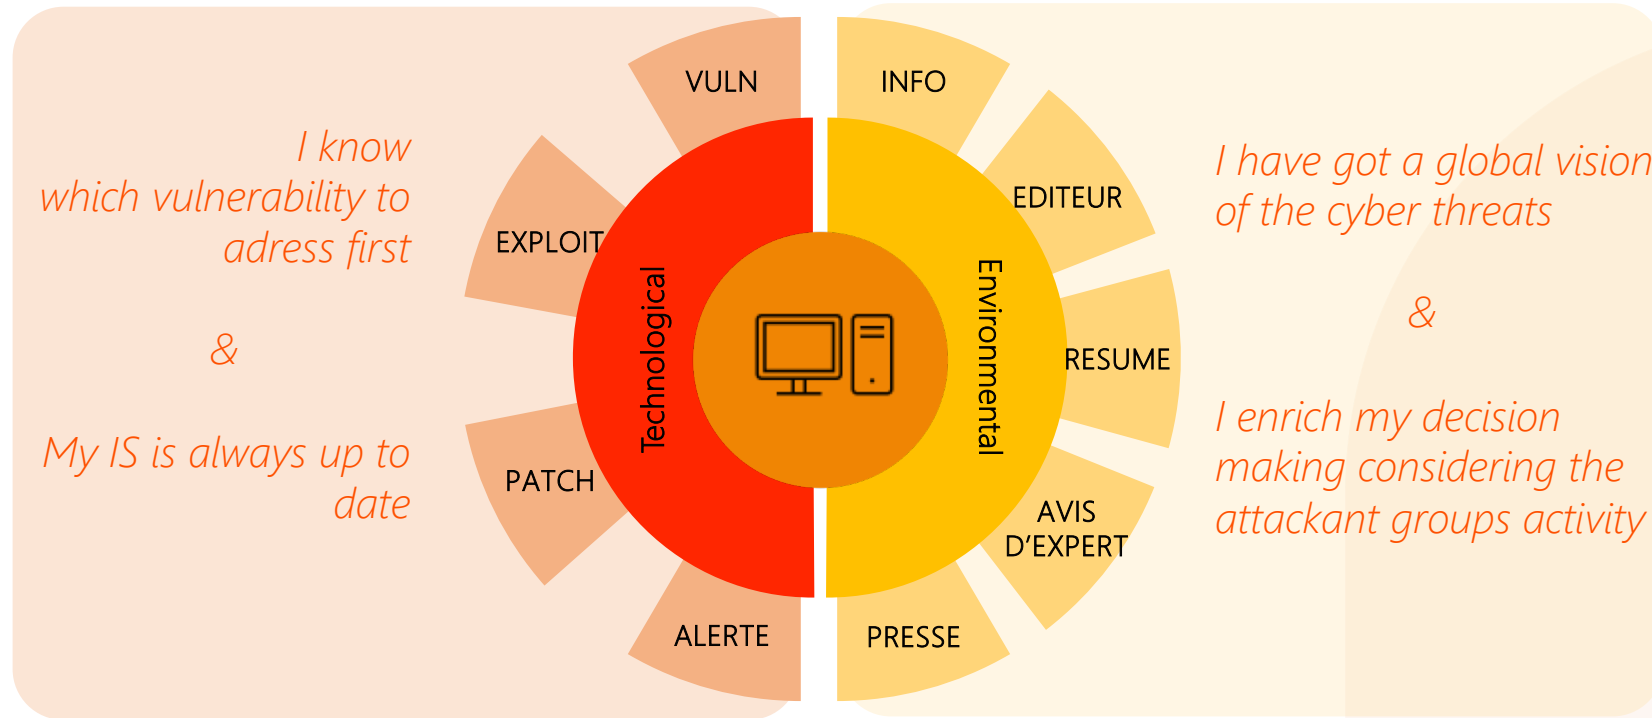 I know
which vulnerability to
adress first
&
My IS is always up to
date
VULN
EXPLOIT
PATCH
ALERTE
Technological
Environmental
INFO
EDITEUR
RESUME
AVIS
D'EXPERT
PRESSE
I have got a global vision
of the cyber threats
&
I enrich my decision
making considering the
attackant groups activity